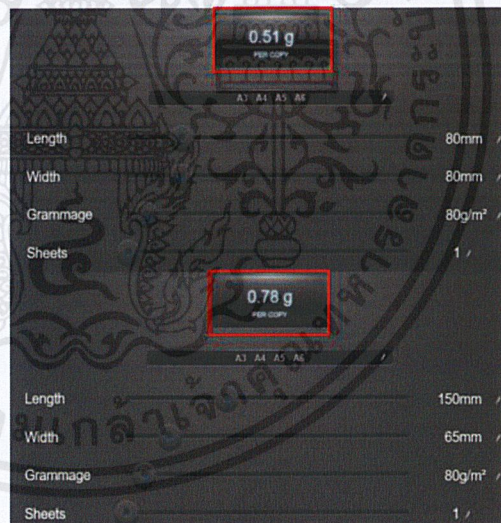 0.51 g
PER COPY
A3 A4 A5 A6
Length 80mm
Width 80mm
Grammage 80g/m²
Sheets 1
0.78 g
PER COPY
A3 A4 A5 A6
Length 150mm
Width 65mm
Grammage 80g/m²
Sheets 1